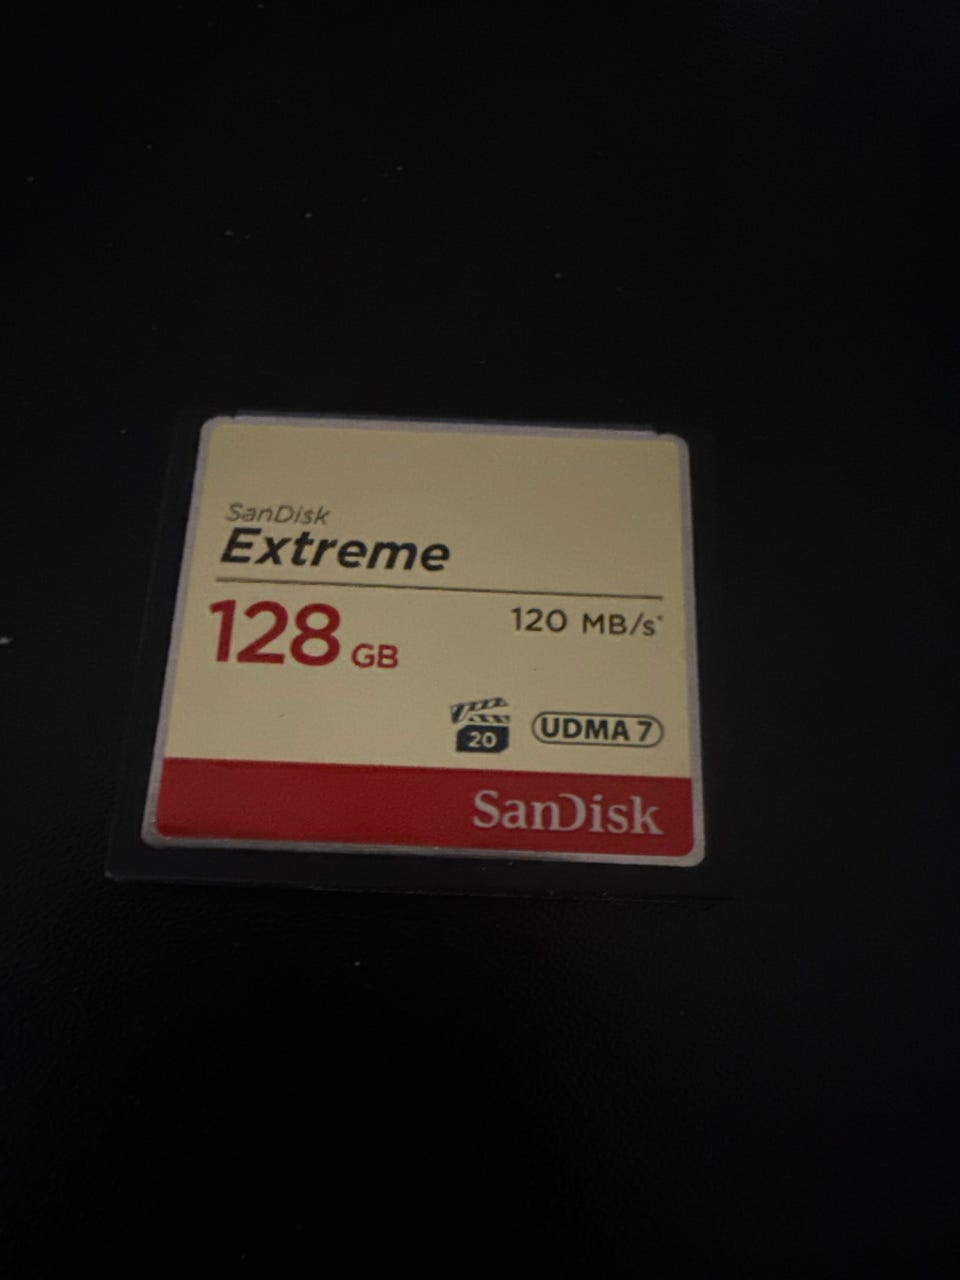 SanDisk
Extreme
128 GB
120 MB/s*
20
UDMA 7
SanDisk